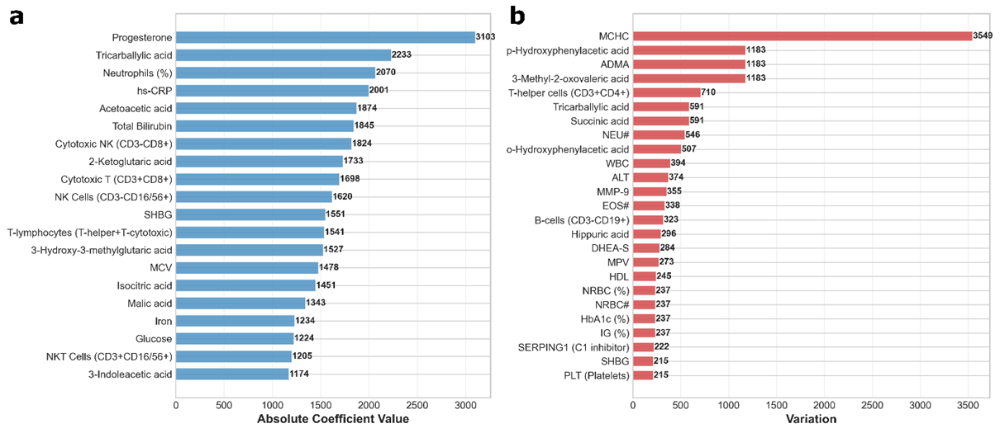 a
Progesterone 3103
Tricarballylic acid 2233
Neutrophils (%) 2070
hs-CRP 2001
Acetoacetic acid 1874
Total Bilirubin 1845
Cytotoxic NK (CD3-CD8+) 1824
2-Ketoglutaric acid 1733
Cytotoxic T (CD3+CD8+) 1698
NK Cells (CD3-CD16/56+) 1620
SHBG 1551
T-lymphocytes (T-helper+T-cytotoxic) 1541
3-Hydroxy-3-methylglutaric acid 1527
MCV 1478
Isocitric acid 1451
Malic acid 1343
Iron 1234
Glucose 1224
NKT Cells (CD3+CD16/56+) 1205
3-Indoleacetic acid 1174
0 500 1000 1500 2000 2500 3000
Absolute Coefficient Value
b
MCHC 3549
p-Hydroxyphenylacetic acid 1183
ADMA 1183
3-Methyl-2-oxovaleric acid 1183
T-helper cells (CD3+CD4+) 710
Tricarballylic acid 591
Succinic acid 591
NEU# 546
o-Hydroxyphenylacetic acid 507
WBC 394
ALT 374
MMP-9 355
EOS# 338
B-cells (CD3-CD19+) 323
Hippuric acid 296
DHEA-S 284
MPV 273
HDL 245
NRBC (%) 237
NRBC# 237
HbA1c (%) 237
IG (%) 237
SERPING1 (C1 inhibitor) 222
SHBG 215
PLT (Platelets) 215
0 500 1000 1500 2000 2500 3000 3500
Variation